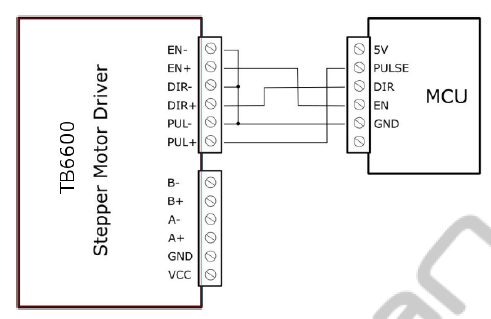 TB6600
Stepper Motor Driver
EN-
EN+
DIR-
DIR+
PUL-
PUL+
B-
B+
A-
A+
GND
VCC
5V
PULSE
DIR
EN
GND
MCU